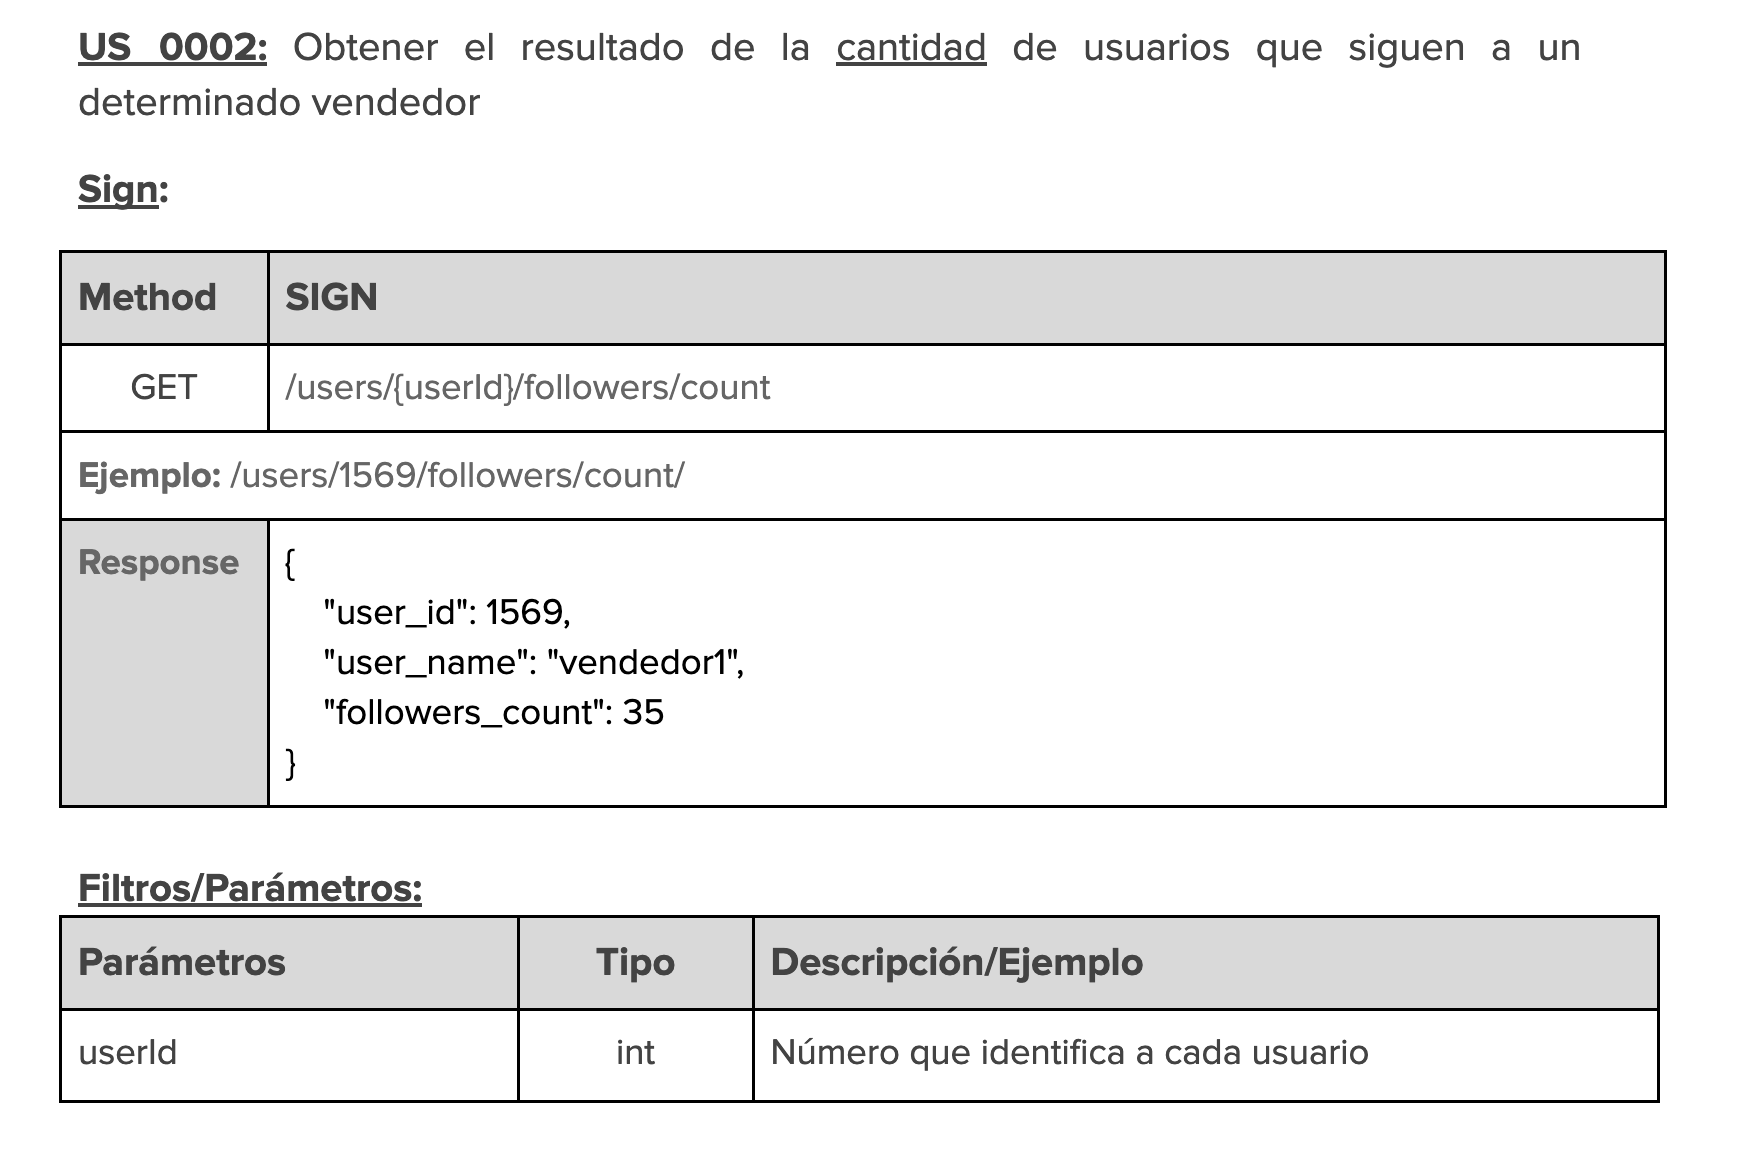 US 0002: Obtener el resultado de la cantidad de usuarios que siguen a un
determinado vendedor
Sign:
Method SIGN
GET /users/{userId}/followers/count
Ejemplo: /users/1569/followers/count/
Response {
"user_id": 1569,
"user_name": "vendedor1",
"followers_count": 35
}
Filtros/Parámetros:
Parámetros Tipo Descripción/Ejemplo
userId int Número que identifica a cada usuario